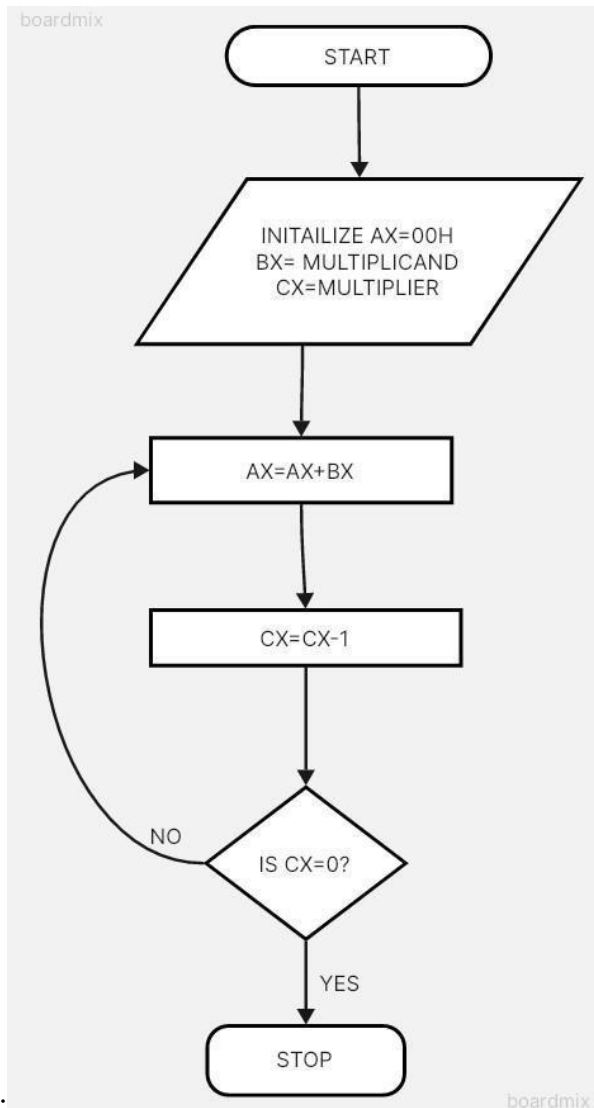 boardmix
START
INITAILIZE AX=00H
BX= MULTIPLICAND
CX=MULTIPLIER
AX=AX+BX
CX=CX-1
NO
IS CX=0?
YES
STOP
.
boardmix